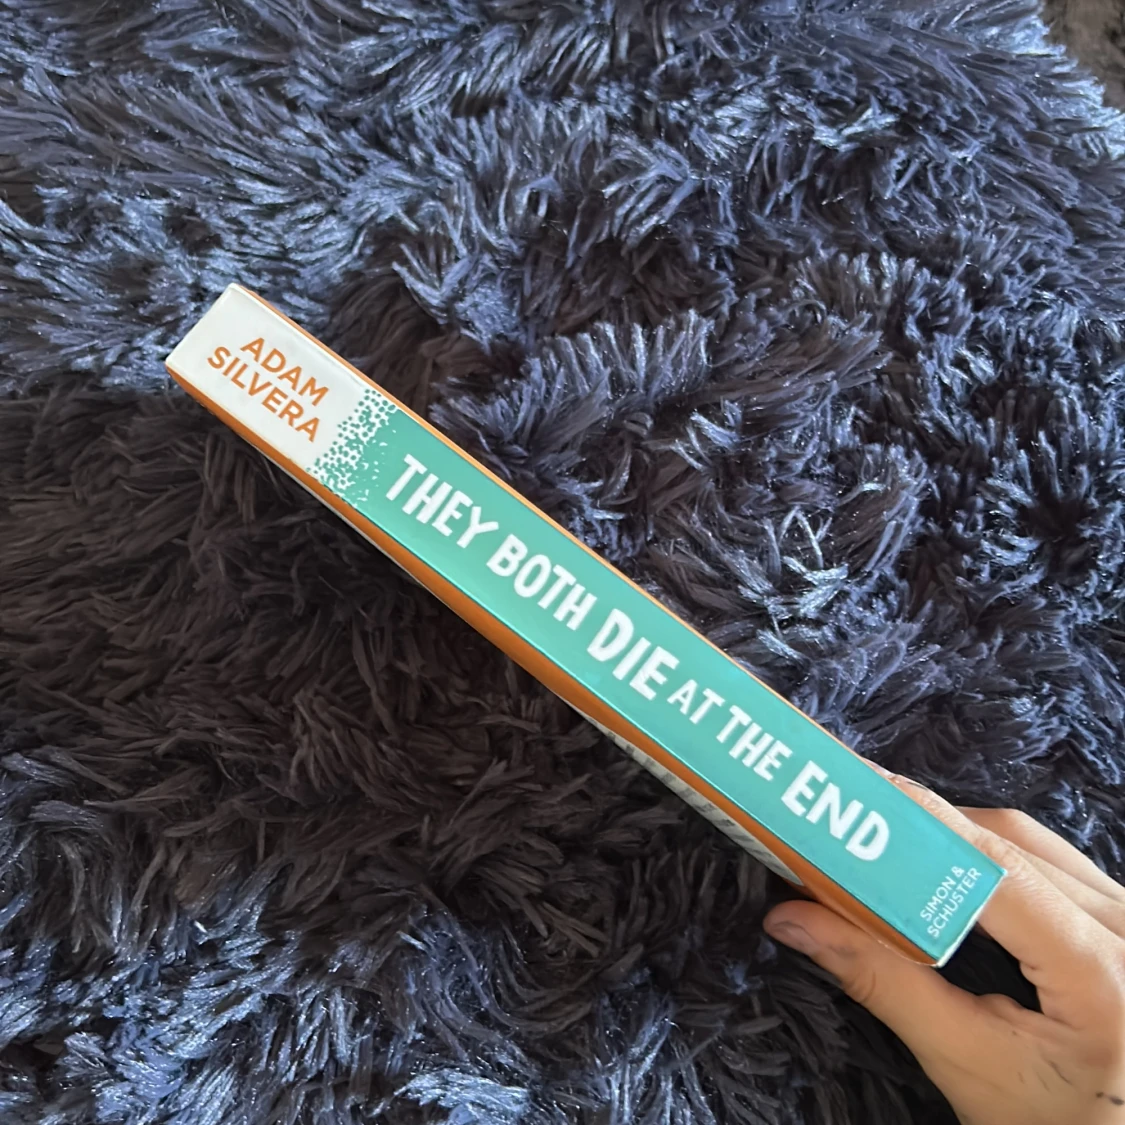 ADAM
SILVERA
THEY BOTH DIE AT THE END
SIMON &
SCHUSTER